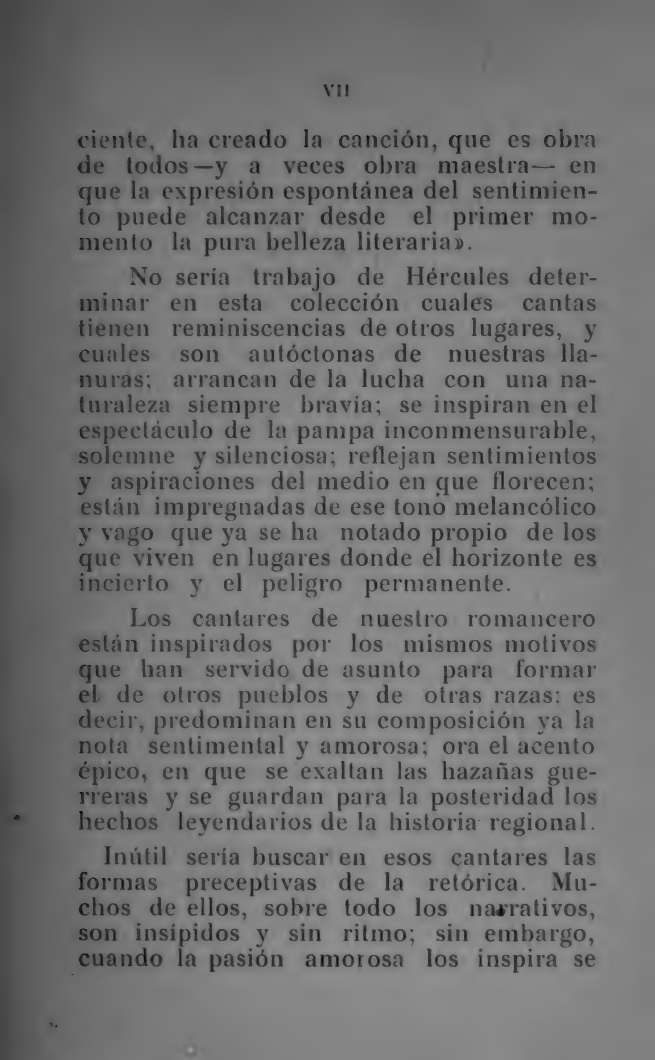 VII
ciente, ha creado la canción, que es obra
de todos—y a veces obra maestra— en
que la expresión espontánea del sentimien-
to puede alcanzar desde el primer mo-
mento la pura belleza literaria».
No sería trabajo de Hércules deter-
minar en esta colección cuales cantas
tienen reminiscencias de otros lugares, y
cuales son autóctonas de nuestras lla-
nuras; arrancan de la lucha con una na-
turaleza siempre bravía; se inspiran en el
espectáculo de la pampa inconmensurable,
solemne y silenciosa; reflejan sentimientos
y aspiraciones del medio en que florecen;
están impregnadas de ese tono melancólico
y vago que ya se ha notado propio de los
que viven en lugares donde el horizonte es
incierto y el peligro permanente.
Los cantares de nuestro romancero
están inspirados por los mismos motivos
que han servido de asunto para formar
el de otros pueblos y de otras razas: es
decir, predominan en su composición ya la
nota sentimental y amorosa; ora el acento
épico, en que se exaltan las hazañas gue-
rreras y se guardan para la posteridad los
hechos leyendarios de la historia regional.
Inútil sería buscar en esos cantares las
formas preceptivas de la retórica. Mu-
chos de ellos, sobre todo los narrativos,
son insípidos y sin ritmo; sin embargo,
cuando la pasión amorosa los inspira se